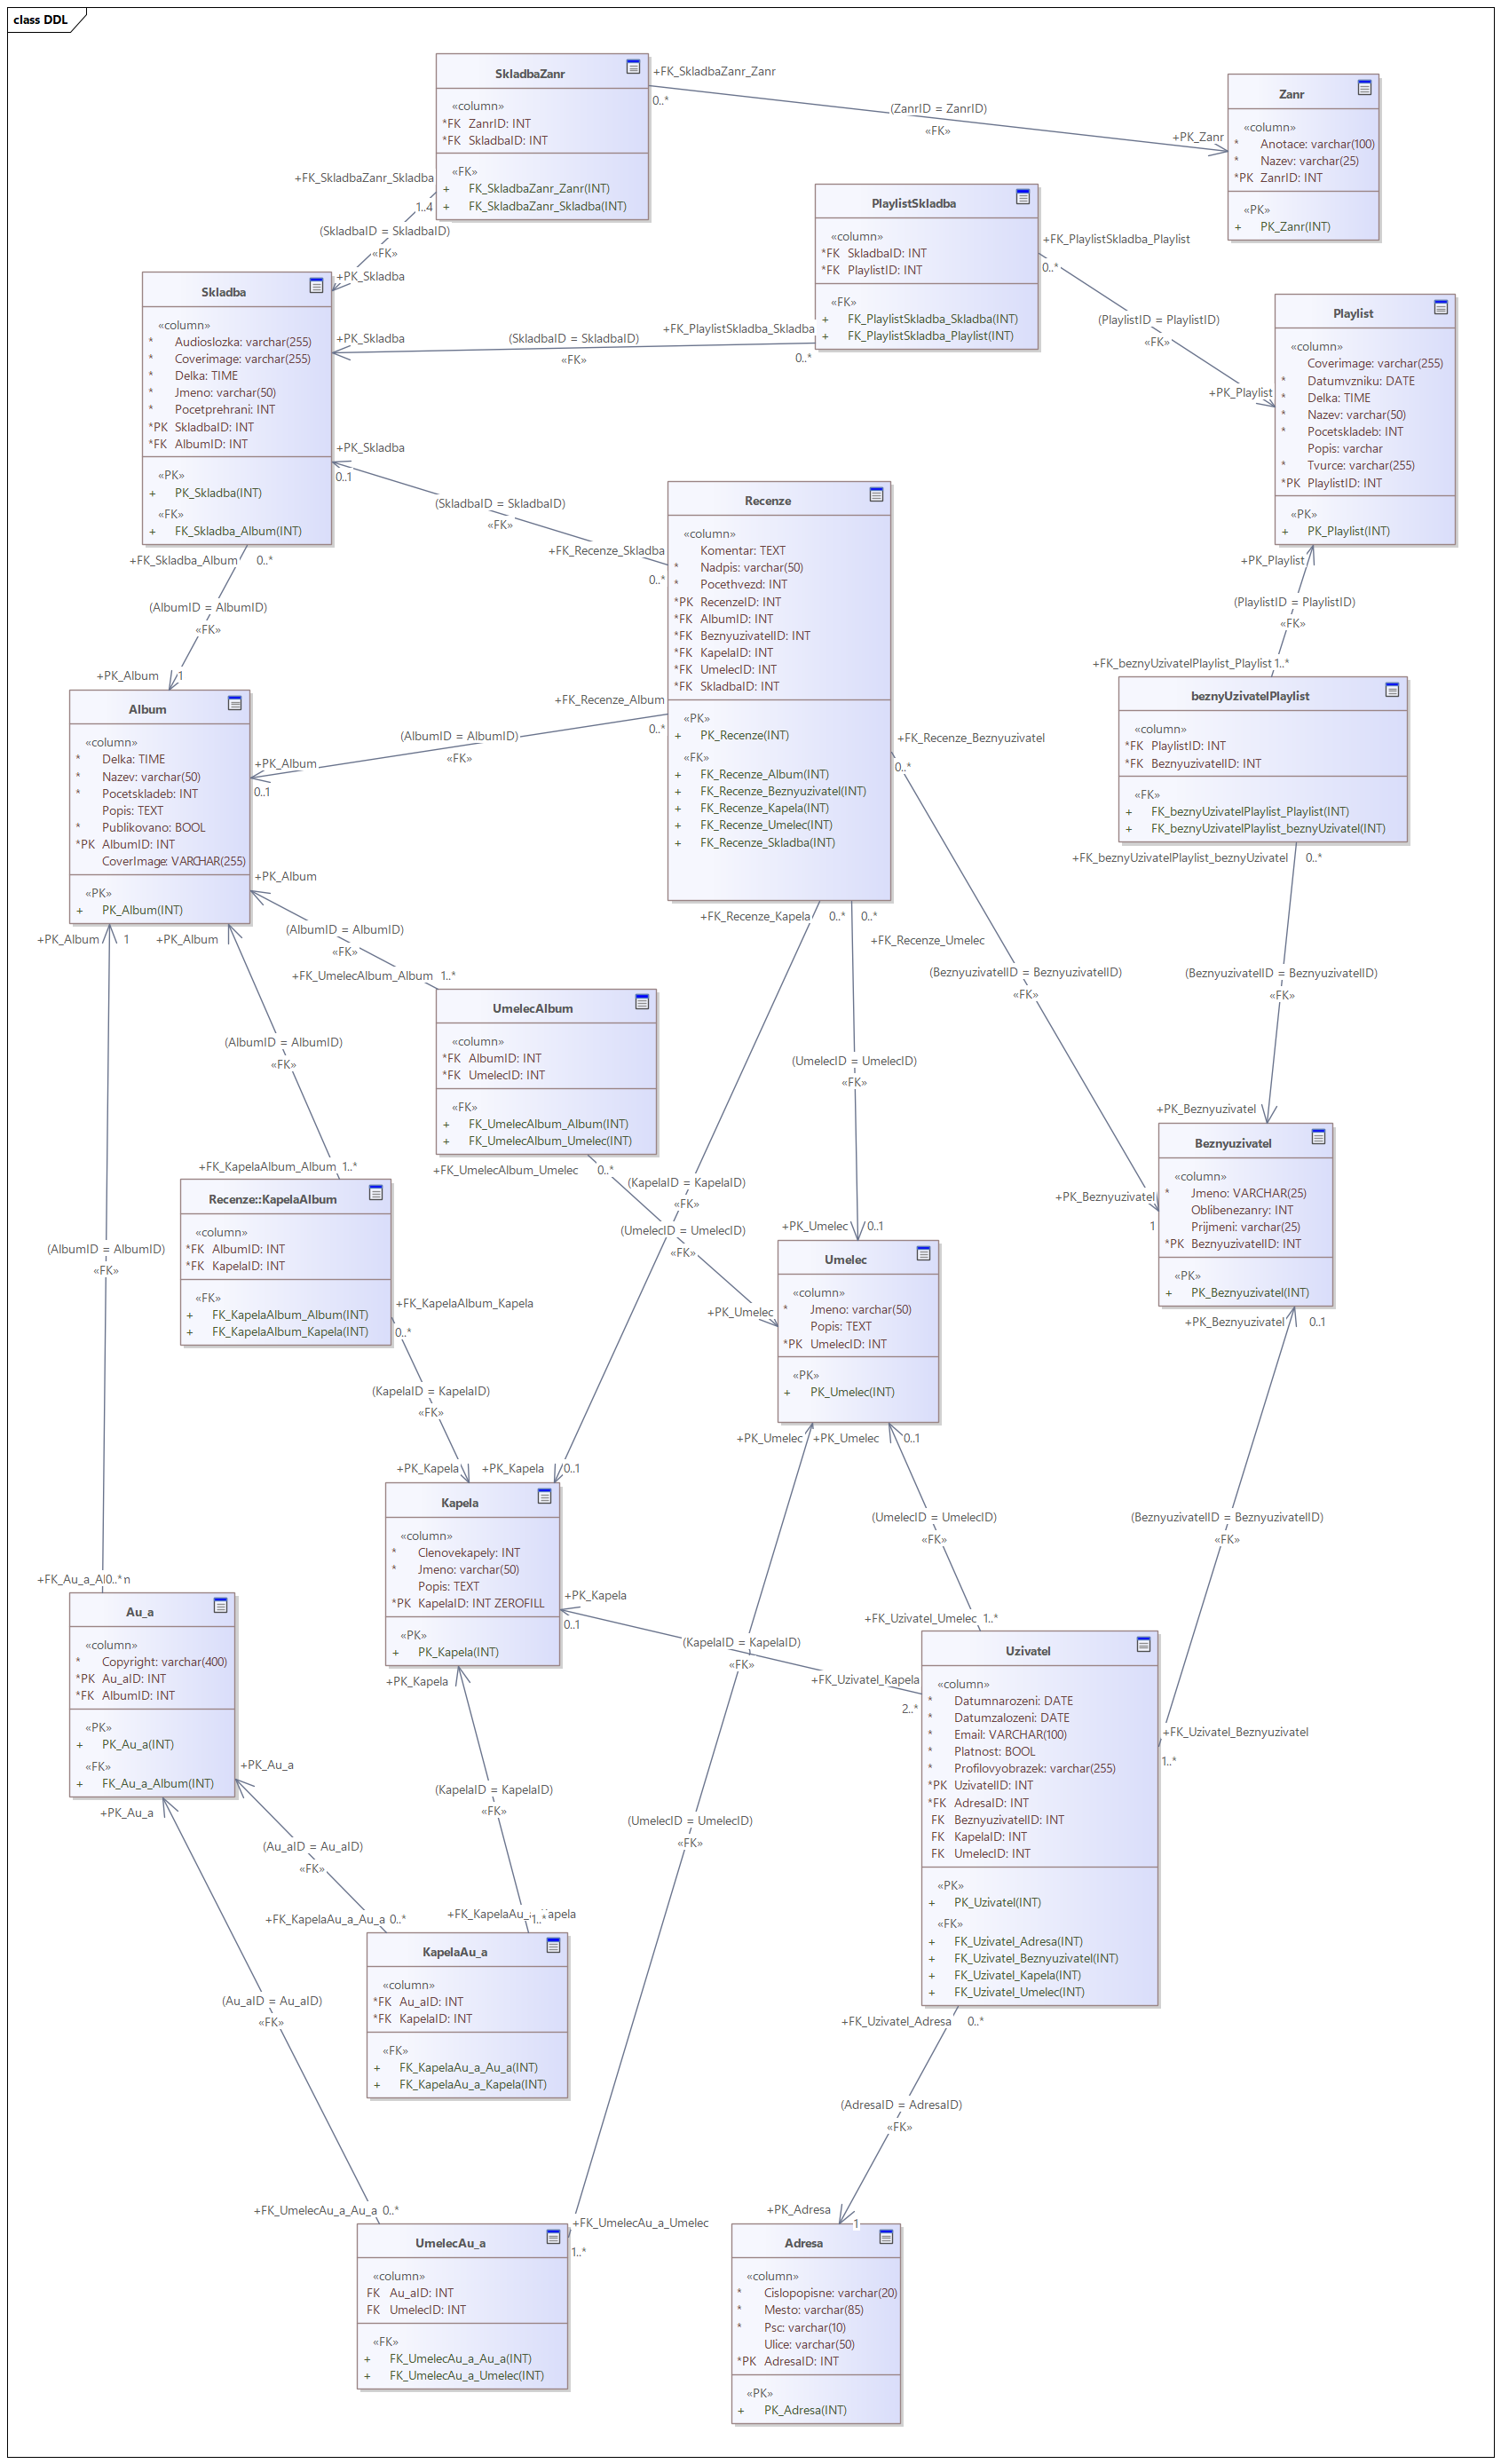 class DDL
SkladbaZanr
«column»
*FK ZanrID: INT
*FK SkladbaID: INT
«FK»
+ FK_SkladbaZanr_Zanr(INT)
+ FK_SkladbaZanr_Skladba(INT)
+FK_SkladbaZanr_Zanr
0..*
(ZanrID = ZanrID)
«FK»
+PK_Zanr
Zanr
«column»
* Anotace: varchar(100)
* Nazev: varchar(25)
*PK ZanrID: INT
«PK»
+ PK_Zanr(INT)
+FK_SkladbaZanr_Skladba
1..4
(SkladbaID = SkladbaID)
«FK»
+PK_Skladba
PlaylistSkladba
«column»
*FK SkladbaID: INT
*FK PlaylistID: INT
«FK»
+ FK_PlaylistSkladba_Skladba(INT)
+ FK_PlaylistSkladba_Playlist(INT)
+FK_PlaylistSkladba_Playlist
0..*
(PlaylistID = PlaylistID)
«FK»
+PK_Playlist
Skladba
«column»
* Audioslozka: varchar(255)
* Coverimage: varchar(255)
* Delka: TIME
* Jmeno: varchar(50)
* Pocetprehrani: INT
*PK SkladbaID: INT
*FK AlbumID: INT
«PK»
+ PK_Skladba(INT)
«FK»
+ FK_Skladba_Album(INT)
+PK_Skladba
(SkladbaID = SkladbaID)
«FK»
+FK_PlaylistSkladba_Skladba
0..*
Playlist
«column»
Coverimage: varchar(255)
* Datumvzniku: DATE
* Delka: TIME
* Nazev: varchar(50)
* Pocetskladeb: INT
Popis: varchar
* Tvurce: varchar(255)
*PK PlaylistID: INT
«PK»
+ PK_Playlist(INT)
+PK_Skladba
0..1
(SkladbaID = SkladbaID)
«FK»
+FK_Recenze_Skladba
0..*
Recenze
«column»
Komentar: TEXT
* Nadpis: varchar(50)
* Pocethvezd: INT
*PK RecenzeID: INT
*FK AlbumID: INT
*FK BeznyuzivatelID: INT
*FK KapelaID: INT
*FK UmelecID: INT
*FK SkladbaID: INT
«PK»
+ PK_Recenze(INT)
«FK»
+ FK_Recenze_Album(INT)
+ FK_Recenze_Beznyuzivatel(INT)
+ FK_Recenze_Kapela(INT)
+ FK_Recenze_Umelec(INT)
+ FK_Recenze_Skladba(INT)
+FK_Skladba_Album 0..*
(AlbumID = AlbumID)
«FK»
+PK_Album 1
+PK_Playlist
(PlaylistID = PlaylistID)
«FK»
+FK_beznyUzivatelPlaylist_Playlist 1..*
Album
«column»
* Delka: TIME
* Nazev: varchar(50)
* Pocetskladeb: INT
Popis: TEXT
* Publikovano: BOOL
*PK AlbumID: INT
CoverImage: VARCHAR(255)
«PK»
+ PK_Album(INT)
+FK_Recenze_Album
0..*
(AlbumID = AlbumID)
«FK»
+PK_Album
0..1
beznyUzivatelPlaylist
«column»
*FK PlaylistID: INT
*FK BeznyuzivatelID: INT
«FK»
+ FK_beznyUzivatelPlaylist_Playlist(INT)
+ FK_beznyUzivatelPlaylist_beznyUzivatel(INT)
+FK_Recenze_Beznyuzivatel
0..*
(BeznyuzivatelID = BeznyuzivatelID)
«FK»
+PK_Beznyuzivatel
1
+FK_beznyUzivatelPlaylist_beznyUzivatel 0..*
(BeznyuzivatelID = BeznyuzivatelID)
«FK»
+PK_Beznyuzivatel
+PK_Album
(AlbumID = AlbumID)
«FK»
+FK_UmelecAlbum_Album 1..*
+PK_Album 1
+PK_Album
+FK_Recenze_Kapela 0..*
0..*
+FK_Recenze_Umelec
UmelecAlbum
«column»
*FK AlbumID: INT
*FK UmelecID: INT
«FK»
+ FK_UmelecAlbum_Album(INT)
+ FK_UmelecAlbum_Umelec(INT)
(AlbumID = AlbumID)
«FK»
+FK_KapelaAlbum_Album 1..*
(UmelecID = UmelecID)
«FK»
+PK_Umelec 0..1
+FK_UmelecAlbum_Umelec 0..*
(KapelaID = KapelaID)
«FK»
(UmelecID = UmelecID)
«FK»
+PK_Umelec
Beznyuzivatel
«column»
* Jmeno: VARCHAR(25)
Oblibenezanry: INT
Prijmeni: varchar(25)
*PK BeznyuzivatelID: INT
«PK»
+ PK_Beznyuzivatel(INT)
Recenze::KapelaAlbum
«column»
*FK AlbumID: INT
*FK KapelaID: INT
«FK»
+ FK_KapelaAlbum_Album(INT)
+ FK_KapelaAlbum_Kapela(INT)
(AlbumID = AlbumID)
«FK»
Umelec
«column»
* Jmeno: varchar(50)
Popis: TEXT
*PK UmelecID: INT
«PK»
+ PK_Umelec(INT)
+FK_KapelaAlbum_Kapela
0..*
(KapelaID = KapelaID)
«FK»
+PK_Kapela
+PK_Kapela 0..1
+PK_Beznyuzivatel 0..1
+PK_Umelec
+PK_Umelec 0..1
Kapela
«column»
* Clenovekapely: INT
* Jmeno: varchar(50)
Popis: TEXT
*PK KapelaID: INT ZEROFILL
«PK»
+ PK_Kapela(INT)
(UmelecID = UmelecID)
«FK»
+FK_Uzivatel_Umelec 1..*
(BeznyuzivatelID = BeznyuzivatelID)
«FK»
+FK_Uzivatel_Beznyuzivatel
1..*
+PK_Kapela
0..1
(KapelaID = KapelaID)
«FK»
+FK_Uzivatel_Kapela
2..*
0..*
Au_a
«column»
* Copyright: varchar(400)
*PK Au_aID: INT
*FK AlbumID: INT
«PK»
+ PK_Au_a(INT)
«FK»
+ FK_Au_a_Album(INT)
Uzivatel
«column»
* Datumnarozeni: DATE
* Datumzalozeni: DATE
* Email: VARCHAR(100)
* Platnost: BOOL
* Profilovyobrazek: varchar(255)
*PK UzivatelID: INT
*FK AdresaID: INT
FK BeznyuzivatelID: INT
FK KapelaID: INT
FK UmelecID: INT
«PK»
+ PK_Uzivatel(INT)
«FK»
+ FK_Uzivatel_Adresa(INT)
+ FK_Uzivatel_Beznyuzivatel(INT)
+ FK_Uzivatel_Kapela(INT)
+ FK_Uzivatel_Umelec(INT)
+PK_Kapela
(KapelaID = KapelaID)
«FK»
1..*
+PK_Au_a
(Au_aID = Au_aID)
«FK»
+FK_KapelaAu_a_Au_a 0..*
+PK_Au_a
(UmelecID = UmelecID)
«FK»
KapelaAu_a
«column»
*FK Au_aID: INT
*FK KapelaID: INT
«FK»
+ FK_KapelaAu_a_Au_a(INT)
+ FK_KapelaAu_a_Kapela(INT)
(Au_aID = Au_aID)
«FK»
+FK_UmelecAu_a_Au_a 0..*
+FK_Uzivatel_Adresa 0..*
(AdresaID = AdresaID)
«FK»
+PK_Adresa
1
+FK_UmelecAu_a_Umelec
1..*
UmelecAu_a
«column»
FK Au_aID: INT
FK UmelecID: INT
«FK»
+ FK_UmelecAu_a_Au_a(INT)
+ FK_UmelecAu_a_Umelec(INT)
Adresa
«column»
* Cislopopisne: varchar(20)
* Mesto: varchar(85)
* Psc: varchar(10)
Ulice: varchar(50)
*PK AdresaID: INT
«PK»
+ PK_Adresa(INT)